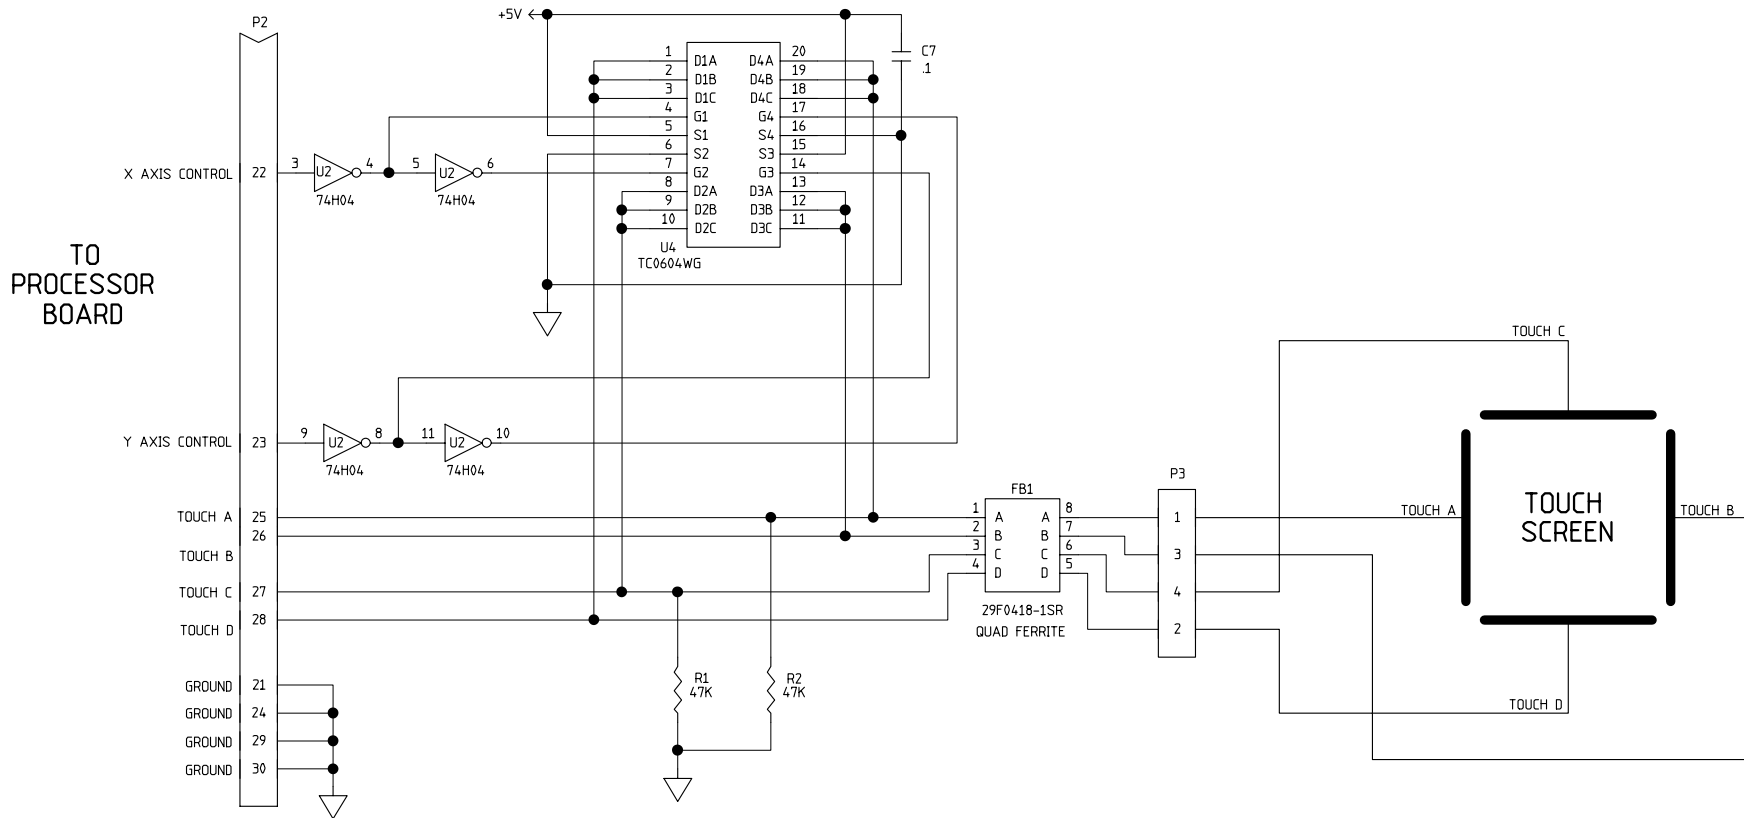 P2
+5V
C7
.1
1 D1A D4A 20
2 D1B D4B 19
3 D1C D4C 18
4 G1 G4 17
5 S1 S4 16
6 S2 S3 15
7 G2 G3 14
8 D2A D3A 13
9 D2B D3B 12
10 D2C D3C 11
U4
TC0604WG
X AXIS CONTROL 22 3 U2 4 5 U2 6
74H04 74H04
TO
PROCESSOR
BOARD
Y AXIS CONTROL 23 9 U2 8 11 U2 10
74H04 74H04
TOUCH A 25
26
TOUCH B
TOUCH C 27
28
TOUCH D
GROUND 21
GROUND 24
GROUND 29
GROUND 30
R1
47K
R2
47K
FB1
1 A A 8
2 B B 7
3 C C 6
4 D D 5
29F0418-1SR
QUAD FERRITE
P3
1
3
4
2
TOUCH C
TOUCH A
TOUCH
SCREEN
TOUCH B
TOUCH D